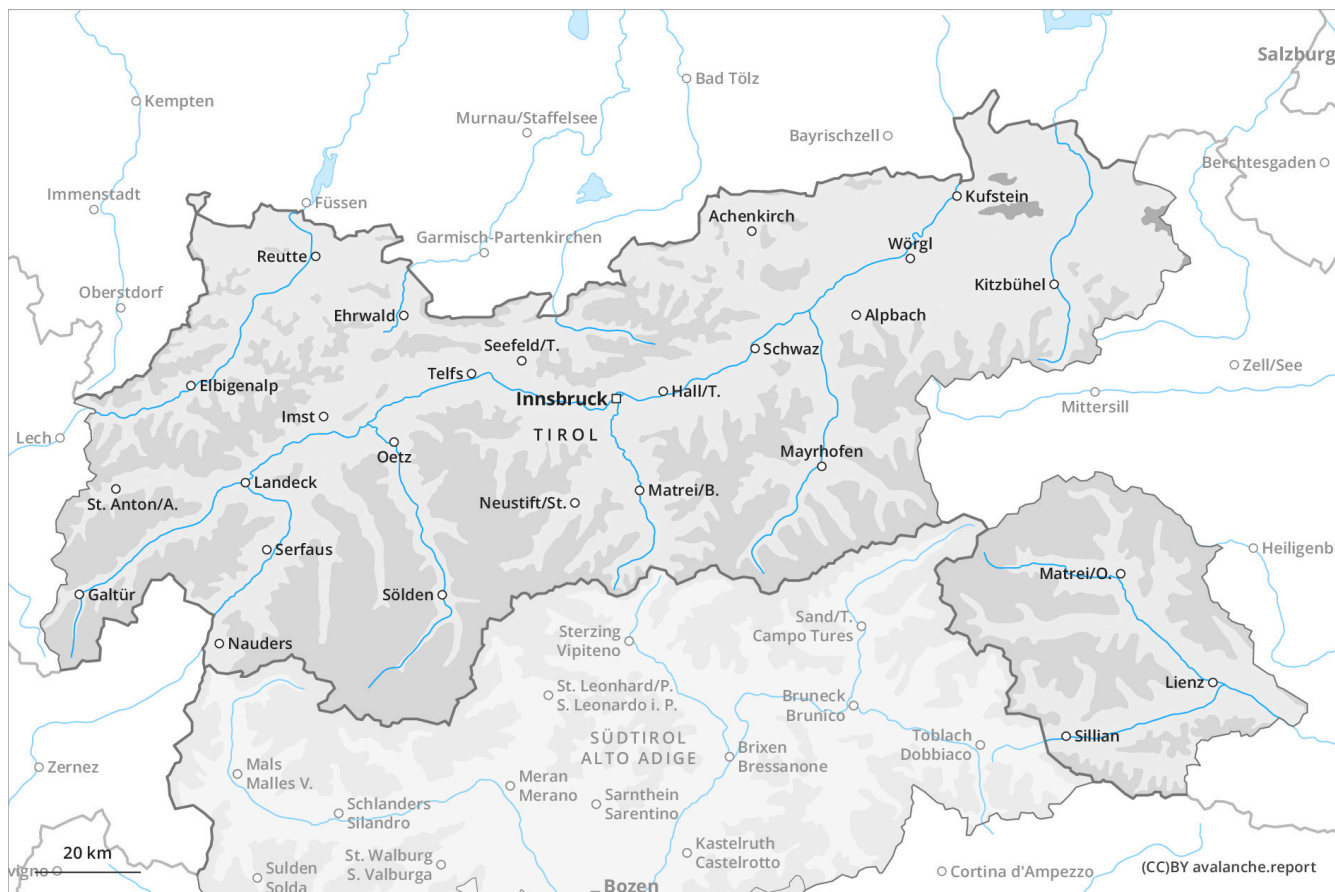 Salzburg
Bad Tölz
Kempten
Murnau/Staffelsee
Bayrischzell
Berchtesgaden
Immenstadt
Füssen
Kufstein
Achenkirch
Garmisch-Partenkirchen
Wörgl
Reutte
Oberstdorf
Kitzbühel
Ehrwald
Alpbach
Seefeld/T.
Schwaz
Telfs
Zell/See
Elbigenalp
Hall/T.
Innsbruck
Mittersill
Imst
TIROL
Lech
Oetz
Mayrhofen
Landeck
Matrei/B.
St. Anton/A.
Neustift/St.
Serfaus
Heiligenb
Matrei/O.
Galtür
Sölden
Sand/T.
Campo Tures
Sterzing
Vipiteno
Nauders
Lienz
St. Leonhard/P.
S. Leonardo i. P.
Bruneck
Brunico
SÜDTIROL
ALTO ADIGE
Toblach
Dobbiaco
Sillian
Brixen
Bressanone
Zernez
Mals
Malles V.
Meran
Merano
Sarnthein
Sarentino
Schlanders
Silandro
Kastelruth
Castelrotto
20 km
St. Walburg
S. Valburga
vigno
Sulden
Solda
Cortina d'Ampezzo
(CC)BY avalanche.report
Bozen